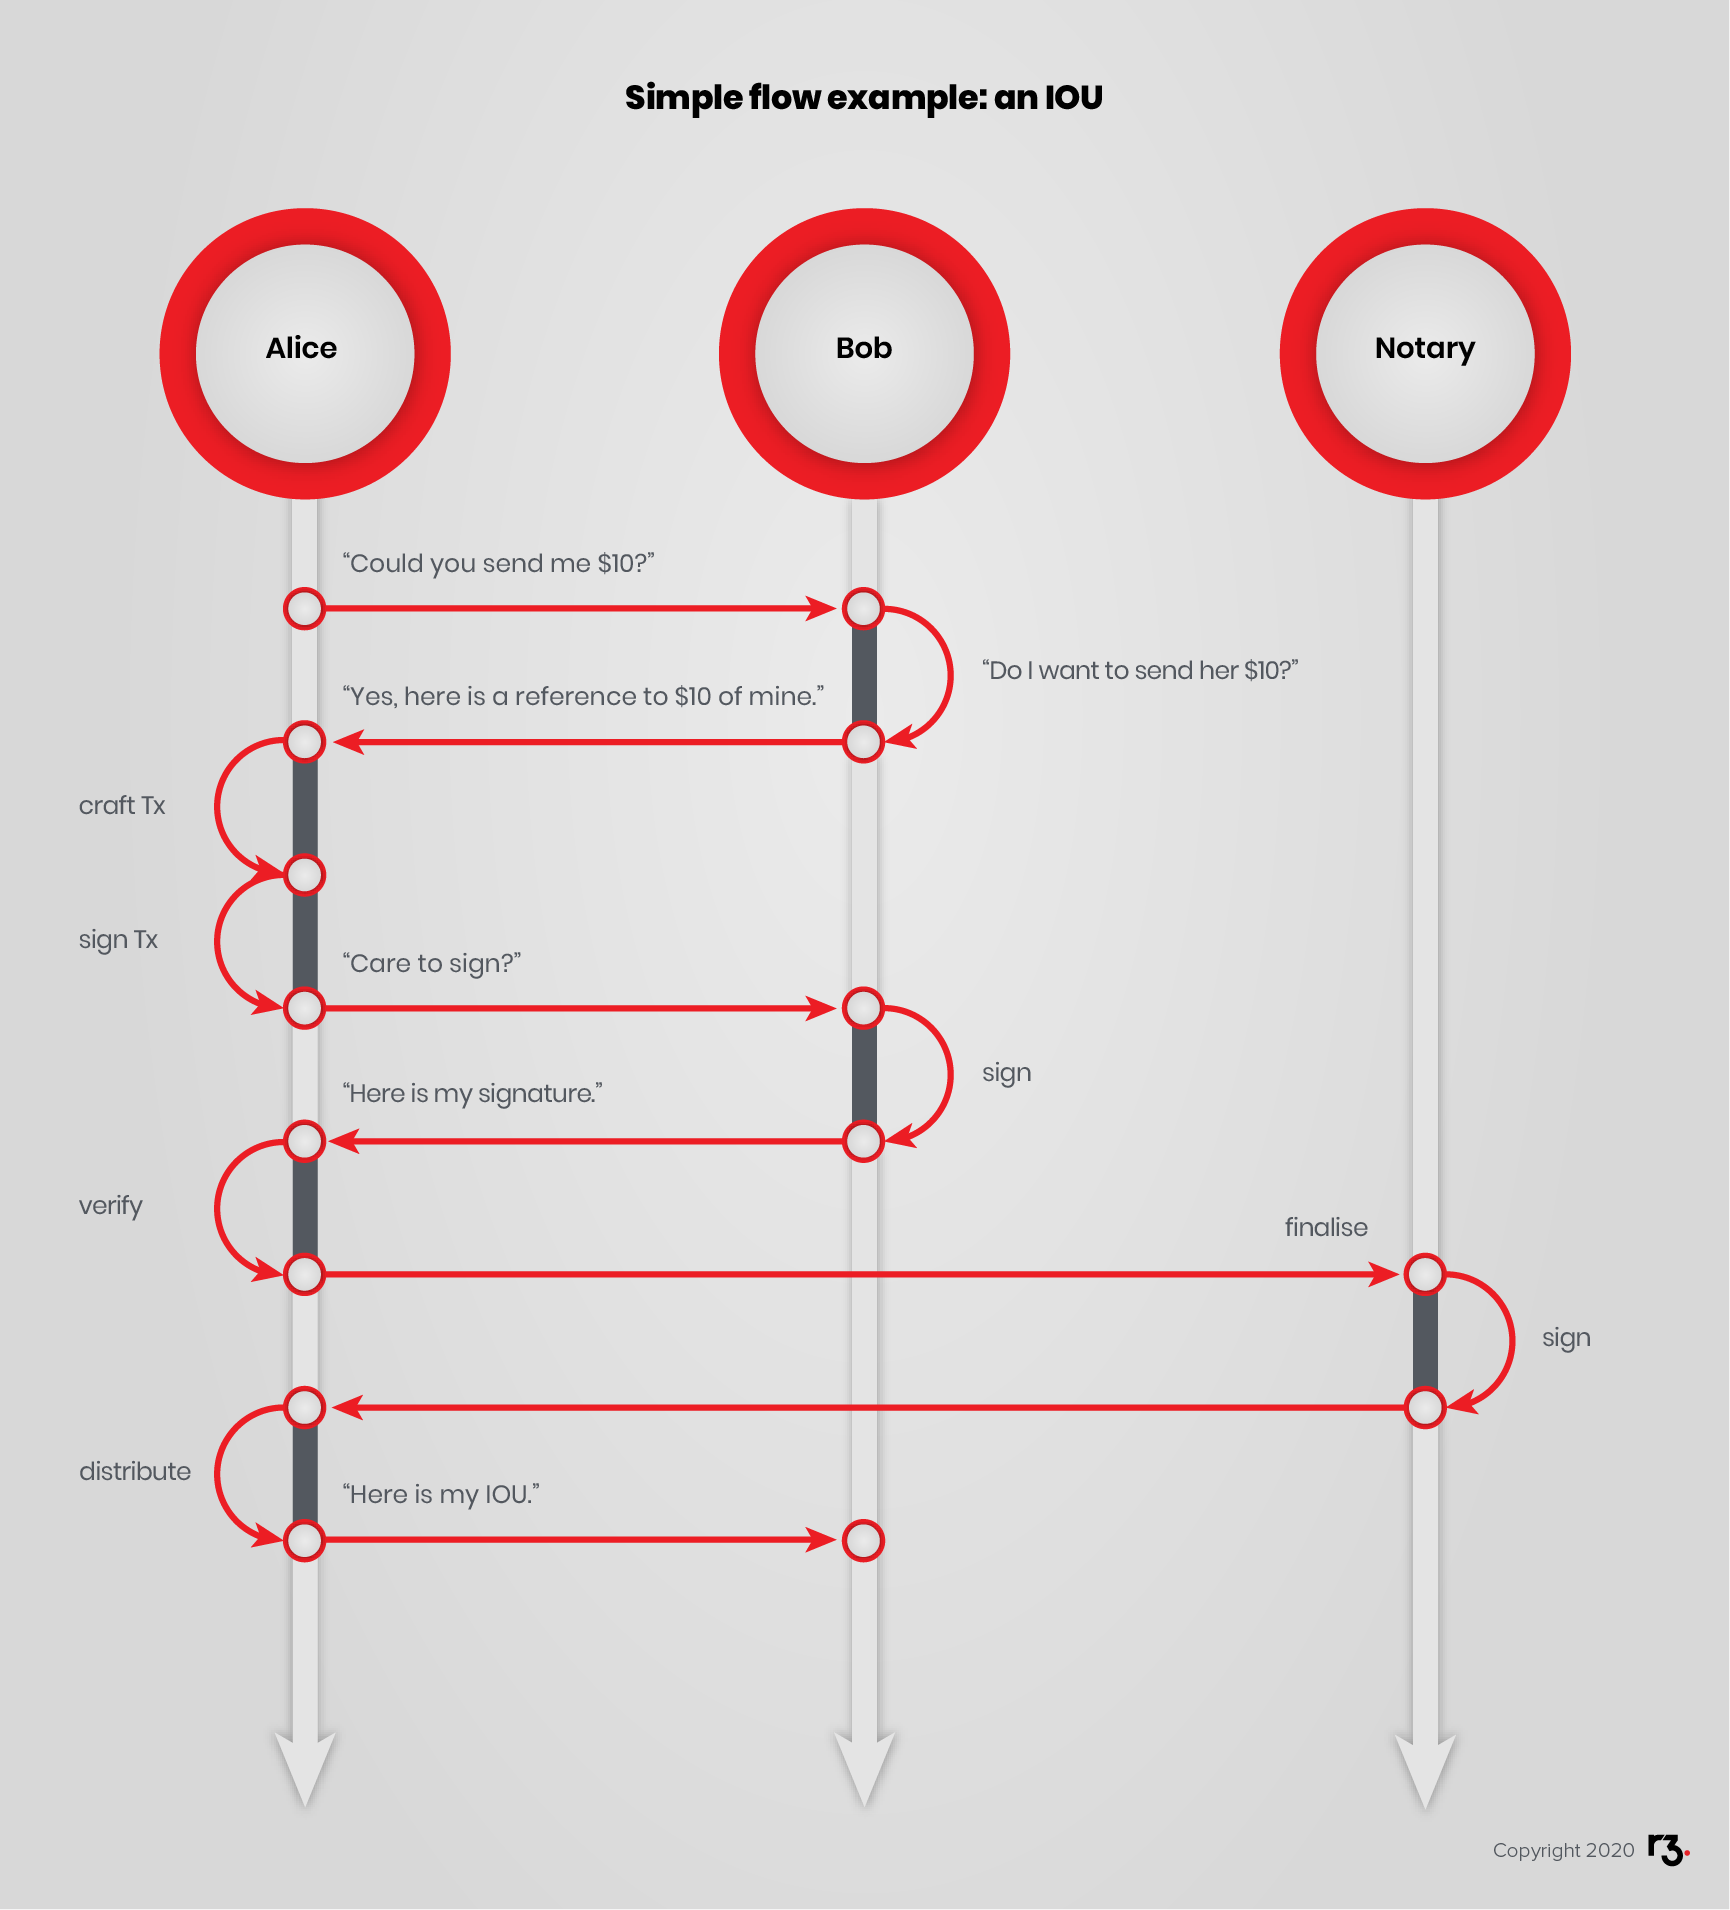 Simple flow example: an IOU
Alice
Bob
Notary
“Could you send me $10?”
“Do I want to send her $10?”
“Yes, here is a reference to $10 of mine.”
craft Tx
sign Tx
“Care to sign?”
sign
“Here is my signature.”
verify
finalise
sign
distribute
“Here is my IOU.”
Copyright 2020 r3.